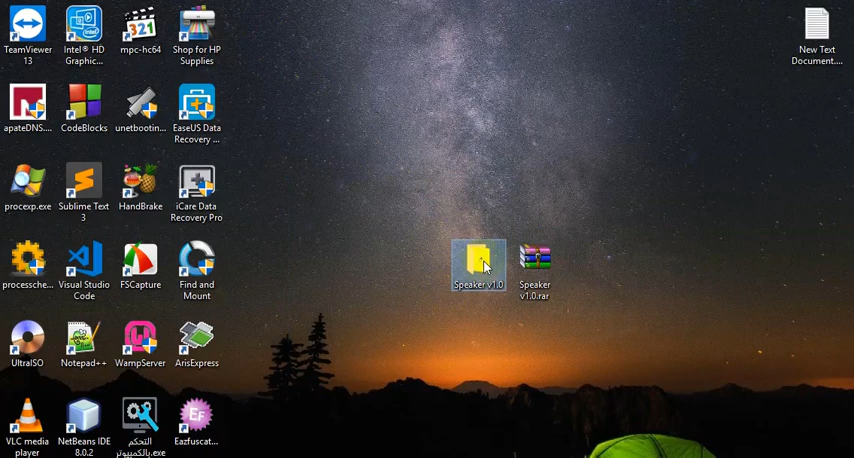 TeamViewer
13
Intel® HD
Graphic...
mpc-hc64
Shop for HP
Supplies
New Text
Document....
apateDNS....
CodeBlocks
unetbootin...
EaseUS Data
Recovery ...
procexp.exe
Sublime Text
3
HandBrake
iCare Data
Recovery Pro
processche...
Visual Studio
Code
FSCapture
Find and
Mount
Speaker v1.0
Speaker
v1.0.rar
UltraISO
Notepad++
WampServer
ArisExpress
VLC media
player
NetBeans IDE
8.0.2
التحكم
بالكمبيوتر.exe
Eazfuscat...